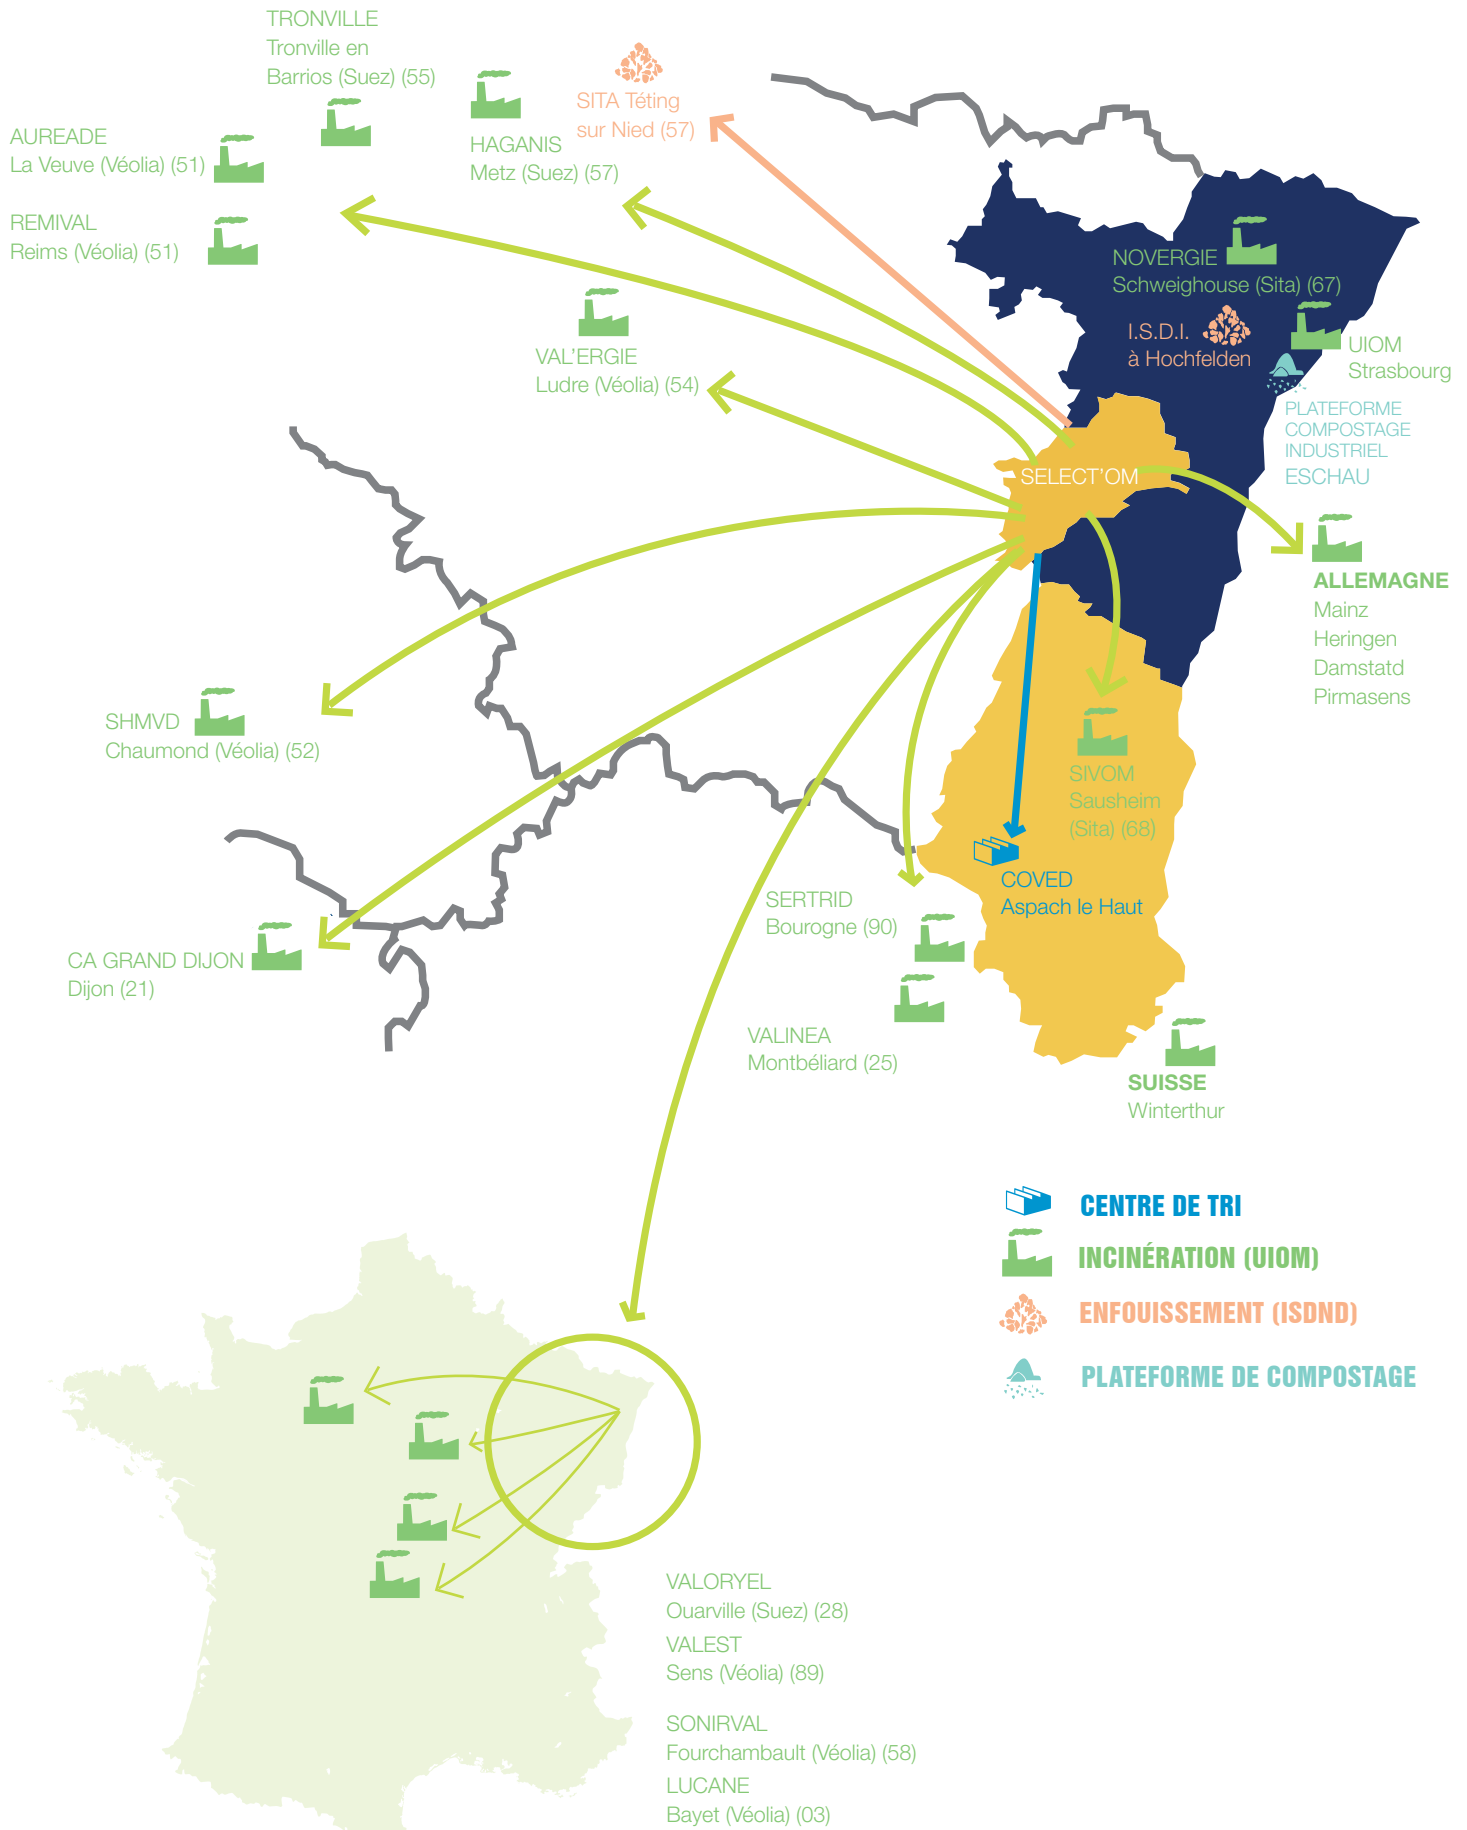 TRONVILLE
Tronville en
Barrios (Suez) (55)
SITA Téting
sur Nied (57)
HAGANIS
Metz (Suez) (57)
AUREADE
La Veuve (Véolia) (51)
REMIVAL
Reims (Véolia) (51)
NOVERGIE
Schweighouse (Sita) (67)
I.S.D.I.
à Hochfelden
UIOM
Strasbourg
VAL'ERGIE
Ludre (Véolia) (54)
PLATEFORME
COMPOSTAGE
INDUSTRIEL
ESCHAU
SELECT'OM
ALLEMAGNE
Mainz
Heringen
Damstatd
Pirmasens
SHMVD
Chaumond (Véolia) (52)
SIVOM
Sausheim
(Sita) (68)
COVED
Aspach le Haut
SERTRID
Bourogne (90)
CA GRAND DIJON
Dijon (21)
VALINEA
Montbéliard (25)
SUISSE
Winterthur
CENTRE DE TRI
INCINÉRATION (UIOM)
ENFOUISSEMENT (ISDND)
PLATEFORME DE COMPOSTAGE
VALORYEL
Ouarville (Suez) (28)
VALEST
Sens (Véolia) (89)
SONIRVAL
Fourchambault (Véolia) (58)
LUCANE
Bayet (Véolia) (03)